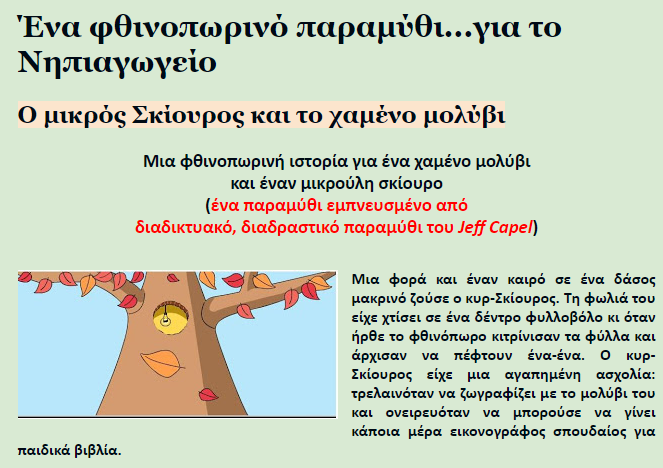 Ένα φθινοπωρινό παραμύθι...για το
Νηπιαγωγείο
Ο μικρός Σκίουρος και το χαμένο μολύβι
Μια φθινοπωρινή ιστορία για ένα χαμένο μολύβι
και έναν μικρούλη σκίουρο
(ένα παραμύθι εμπνευσμένο από
διαδικτυακό, διαδραστικό παραμύθι του Jeff Capel)
Μια φορά και έναν καιρό σε ένα δάσος
μακρινό ζούσε ο κυρ-Σκίουρος. Τη φωλιά του
είχε χτίσει σε ένα δέντρο φυλλοβόλο κι όταν
ήρθε το φθινόπωρο κιτρίνισαν τα φύλλα και
άρχισαν να πέφτουν ένα-ένα. Ο κυρ-
Σκίουρος είχε μια αγαπημένη ασχολία:
τρελαινόταν να ζωγραφίζει με το μολύβι του
και ονειρευόταν να μπορούσε να γίνει
κάποια μέρα εικονογράφος σπουδαίος για
παιδικά βιβλία.